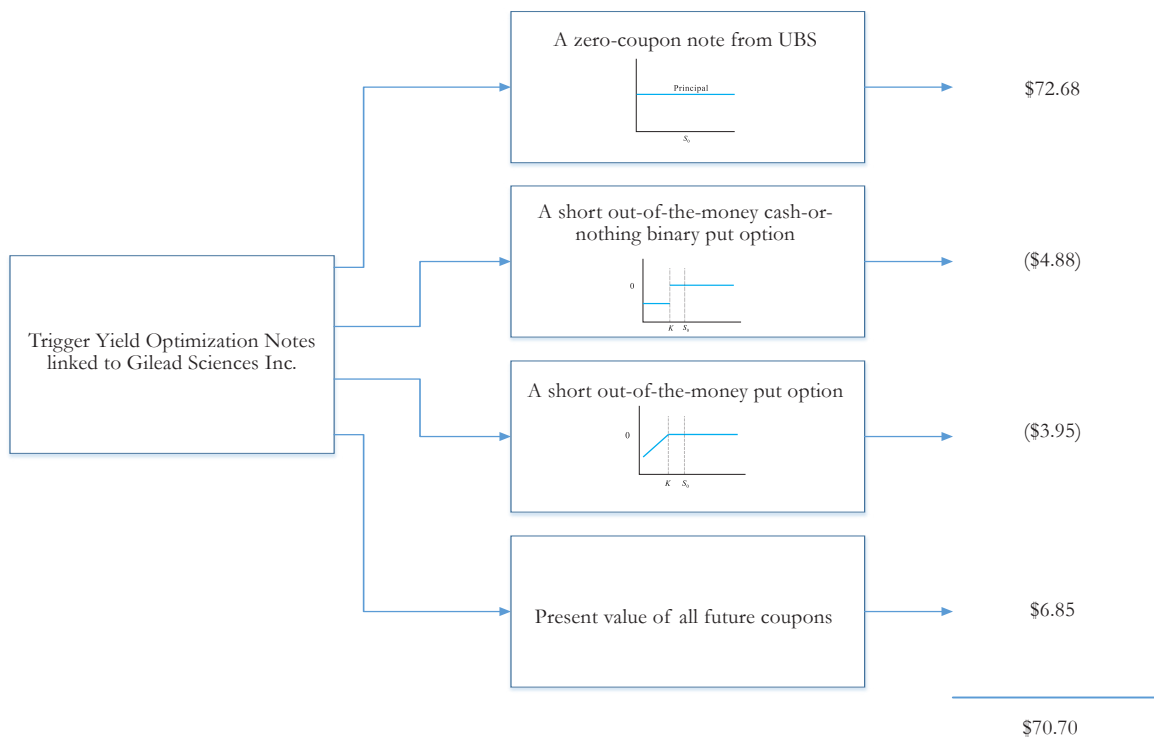 A zero-coupon note from UBS
Principal
S₀
$72.68
A short out-of-the-money cash-or-
nothing binary put option
0
K
S₀
($4.88)
Trigger Yield Optimization Notes
linked to Gilead Sciences Inc.
A short out-of-the-money put option
0
K
S₀
($3.95)
Present value of all future coupons
$6.85
$70.70